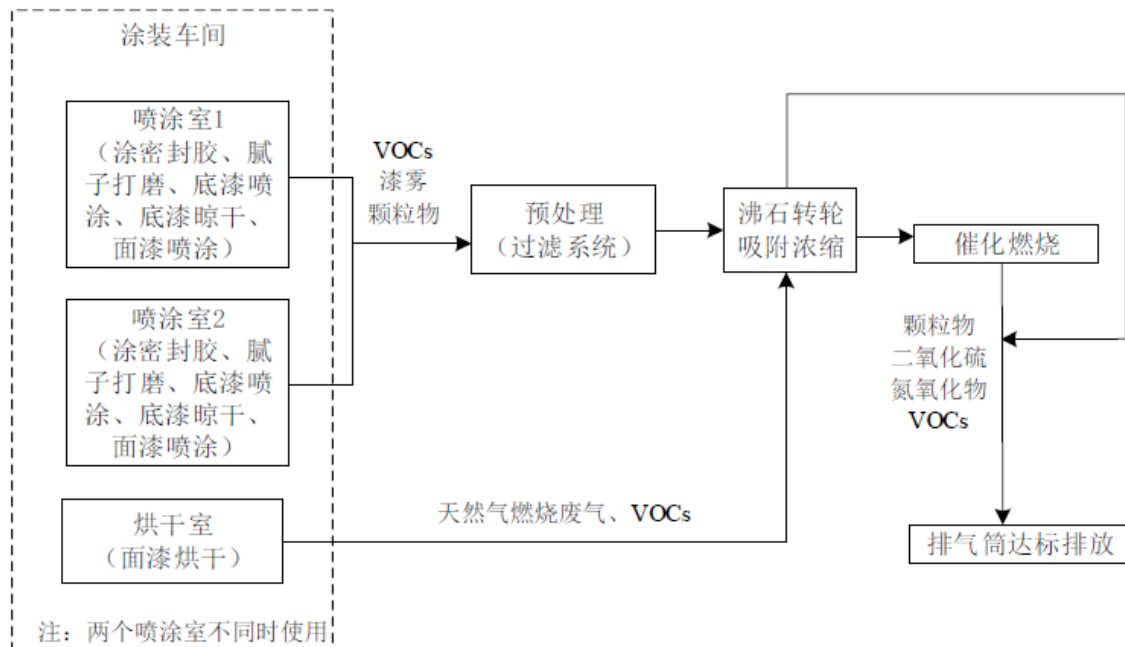 涂装车间
喷涂室1
（涂密封胶、腻
子打磨、底漆喷
涂、底漆晾干、
面漆喷涂）
VOCs
漆雾
颗粒物
预处理
（过滤系统）
沸石转轮
吸附浓缩
催化燃烧
喷涂室2
（涂密封胶、腻
子打磨、底漆喷
涂、底漆晾干、
面漆喷涂）
颗粒物
二氧化硫
氮氧化物
VOCs
烘干室
（面漆烘干）
天然气燃烧废气、VOCs
排气筒达标排放
注：两个喷涂室不同时使用